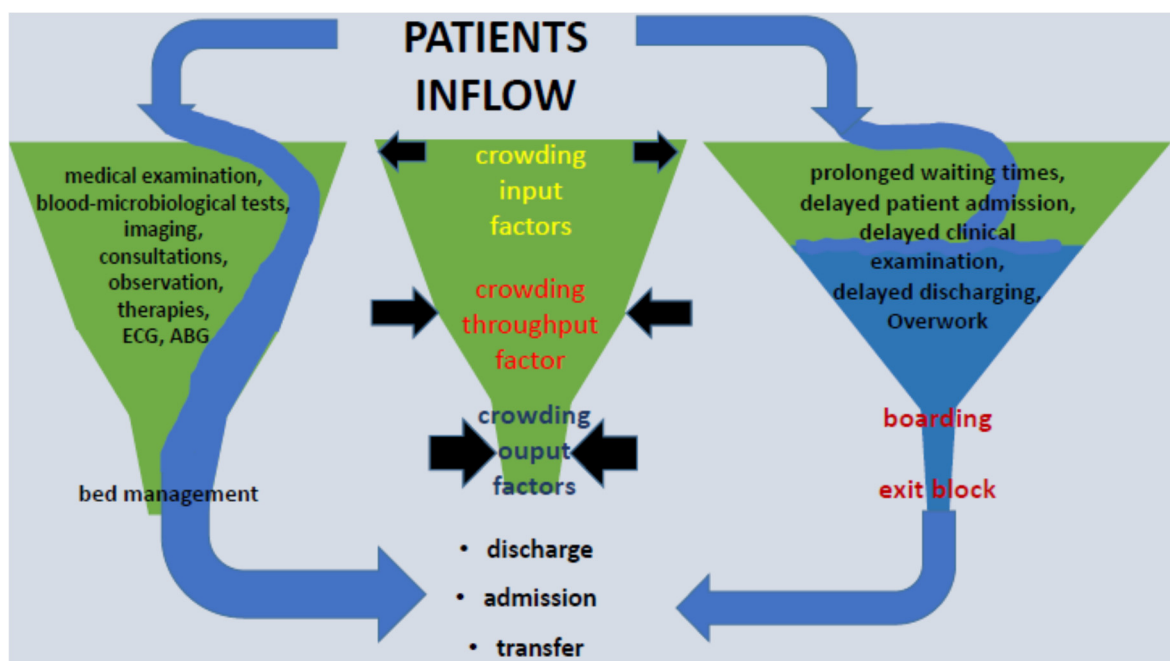 PATIENTS
INFLOW
medical examination,
blood-microbiological tests,
imaging,
consultations,
observation,
therapies,
ECG, ABG
bed management
crowding
input
factors
crowding
throughput
factor
crowding
ouput
factors
• discharge
• admission
• transfer
prolonged waiting times,
delayed patient admission,
delayed clinical
examination,
delayed discharging,
Overwork
boarding
exit block